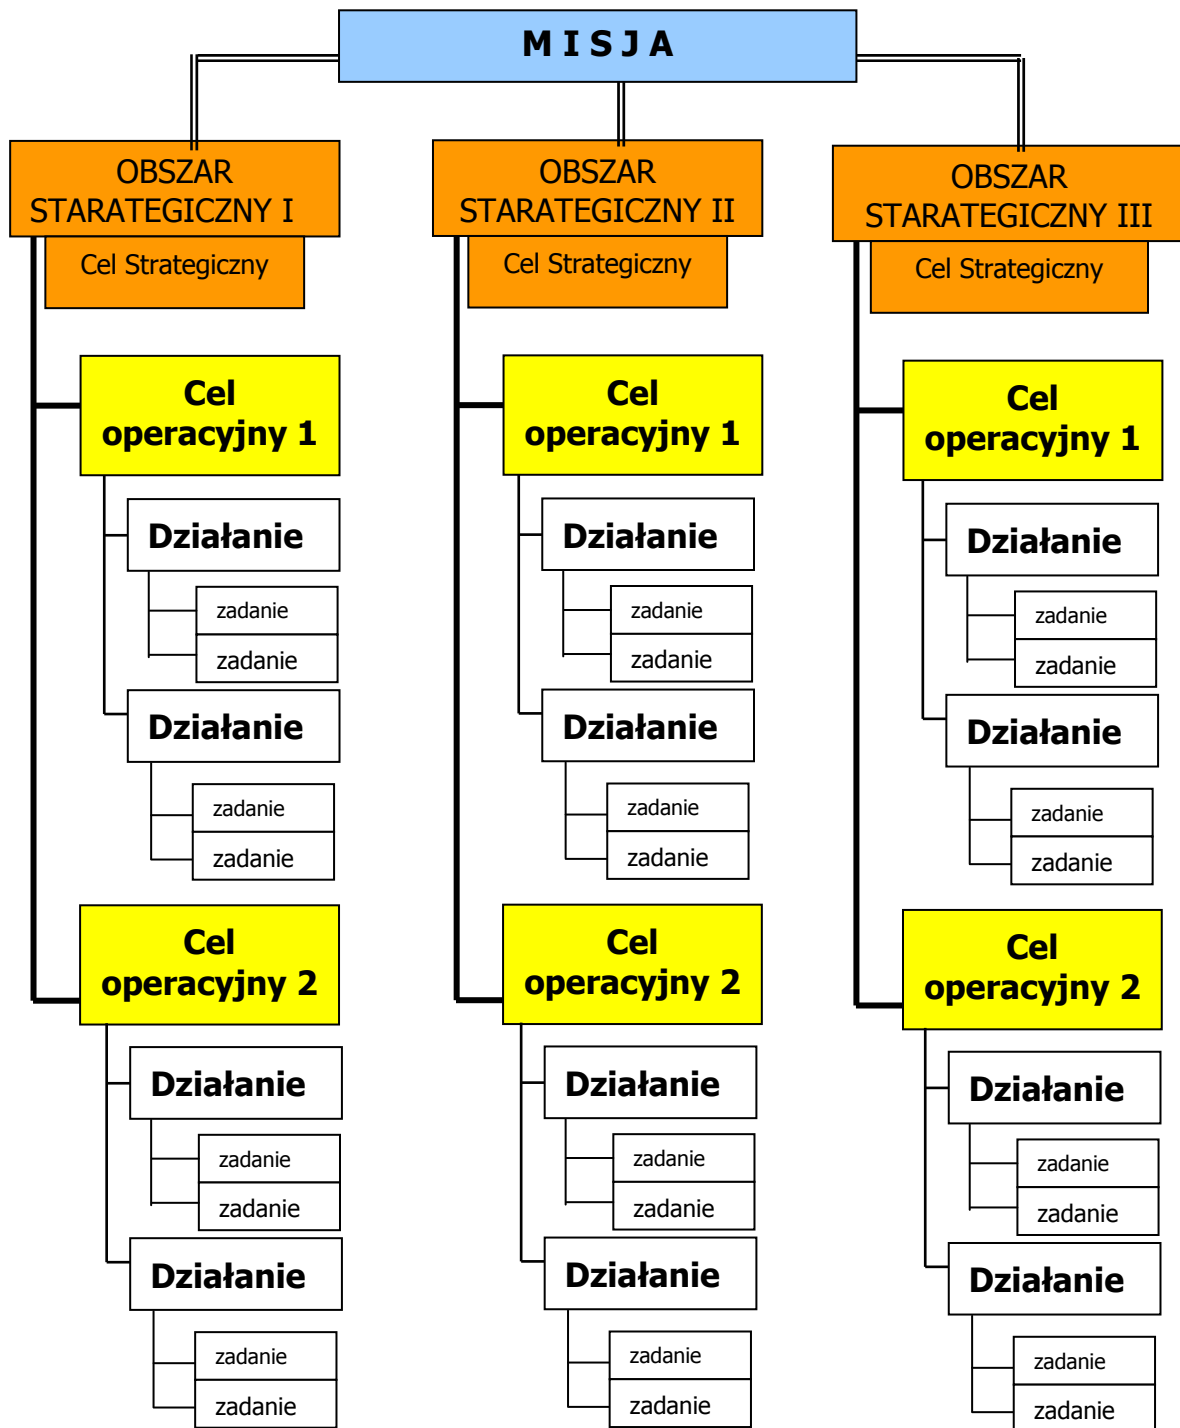 M I S J A
OBSZAR
STARATEGICZNY I
Cel Strategiczny
Cel
operacyjny 1
Działanie
zadanie
zadanie
Działanie
zadanie
zadanie
Cel
operacyjny 2
Działanie
zadanie
zadanie
Działanie
zadanie
zadanie
OBSZAR
STARATEGICZNY II
Cel Strategiczny
Cel
operacyjny 1
Działanie
zadanie
zadanie
Działanie
zadanie
zadanie
Cel
operacyjny 2
Działanie
zadanie
zadanie
Działanie
zadanie
zadanie
OBSZAR
STARATEGICZNY III
Cel Strategiczny
Cel
operacyjny 1
Działanie
zadanie
zadanie
Działanie
zadanie
zadanie
Cel
operacyjny 2
Działanie
zadanie
zadanie
Działanie
zadanie
zadanie